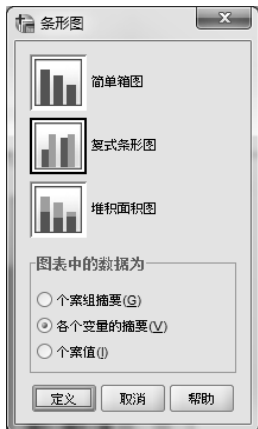 条形图
简单箱图
复式条形图
堆积面积图
图表中的数据为
个案组摘要(G)
各个变量的摘要(V)
个案值(I)
定义 取消 帮助